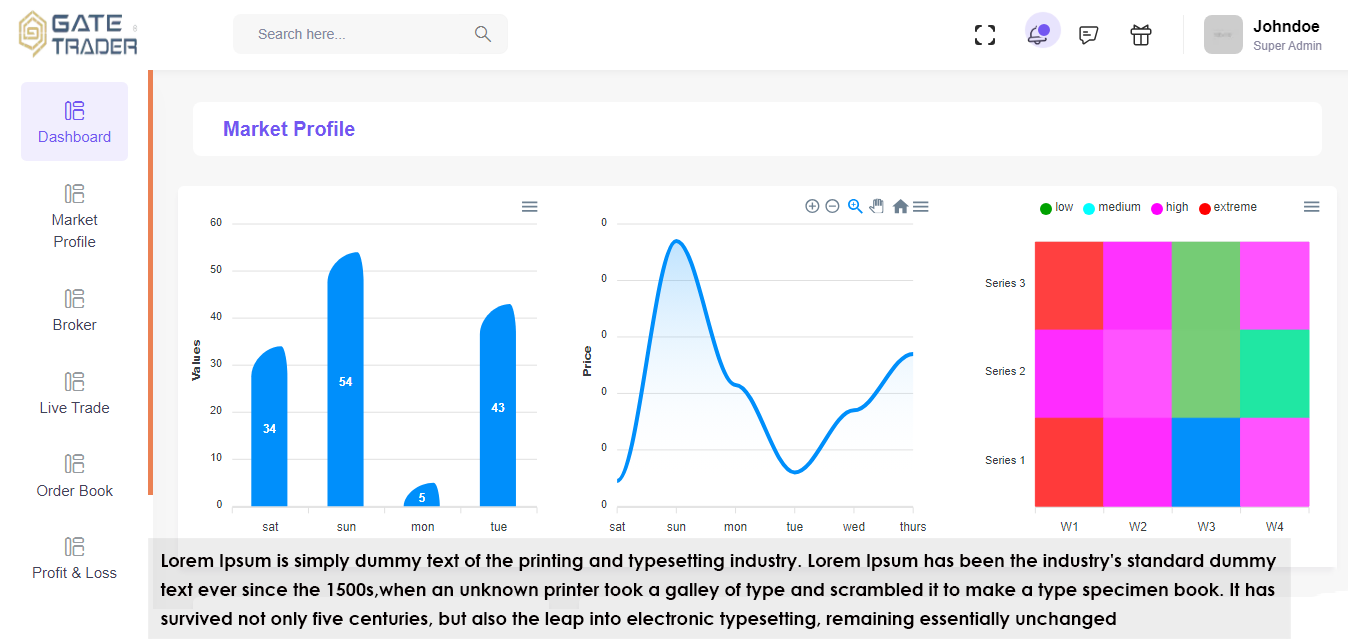 GATE TRADER
Search here...
Johndoe
Super Admin
Dashboard
Market
Profile
Broker
Live Trade
Order Book
Profit & Loss
Market Profile
60
50
40
30
20
10
0
Values
34
54
5
43
sat sun mon tue
0
0
0
0
0
0
Price
sat sun mon tue wed thurs
low medium high extreme
Series 3
Series 2
Series 1
W1 W2 W3 W4
Lorem Ipsum is simply dummy text of the printing and typesetting industry. Lorem Ipsum has been the industry's standard dummy
text ever since the 1500s,when an unknown printer took a galley of type and scrambled it to make a type specimen book. It has
survived not only five centuries, but also the leap into electronic typesetting, remaining essentially unchanged